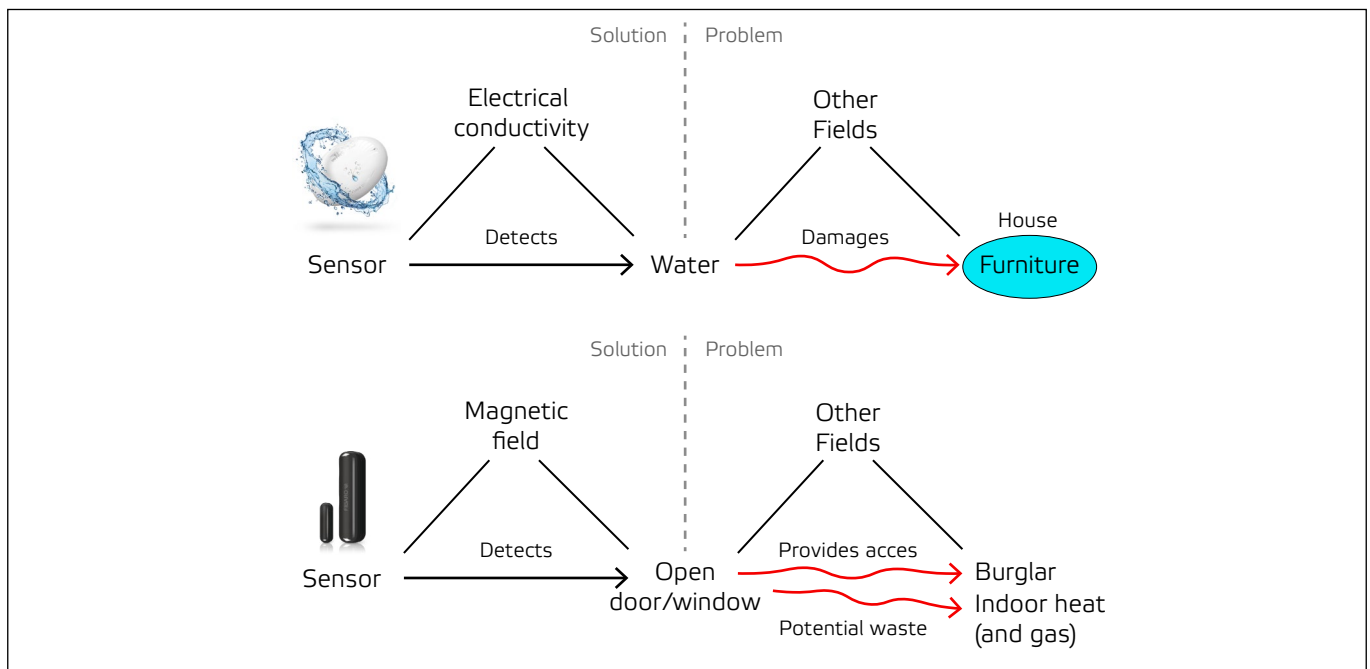 Solution Problem
Electrical
conductivity
Other
Fields
House
Detects
Damages
Sensor
Water
Furniture
Solution Problem
Magnetic
field
Other
Fields
Detects
Provides acces
Sensor
Open
door/window
Burglar
Indoor heat
(and gas)
Potential waste